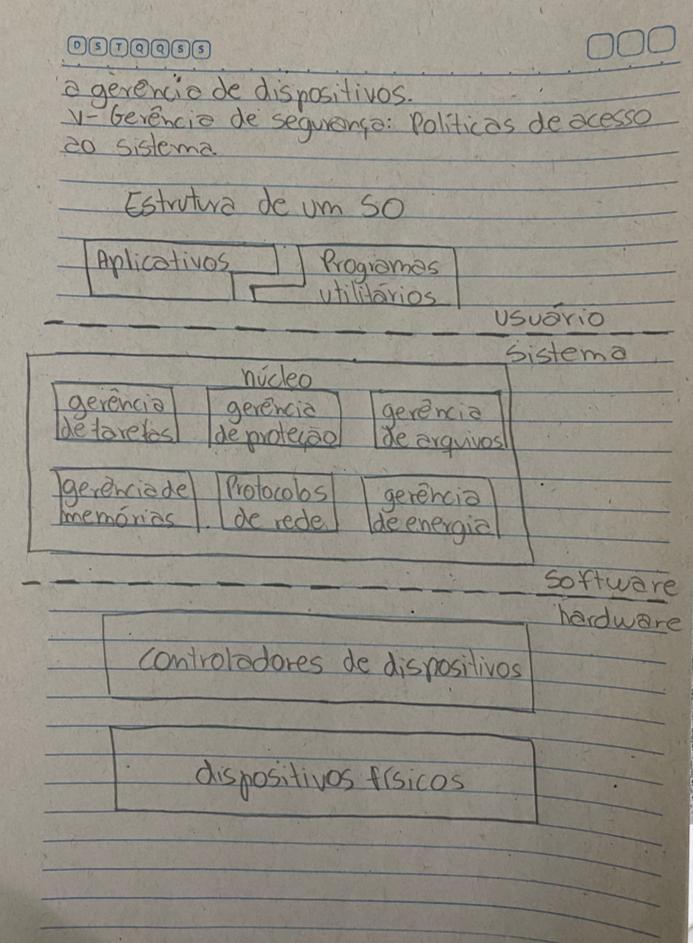 D S T Q Q S S
a gerência de dispositivos.
V- Gerência de segurança: Políticas de acesso
ao sistema.
Estrutura de um SO
Aplicativos
Programas
utilitários
usuário
Sistema
núcleo
gerência
de tarefas
gerência
de proteção
gerência
de arquivos
gerência de
memórias
Protocolos
de rede
gerência
de energia
Software
hardware
controladores de dispositivos
dispositivos físicos